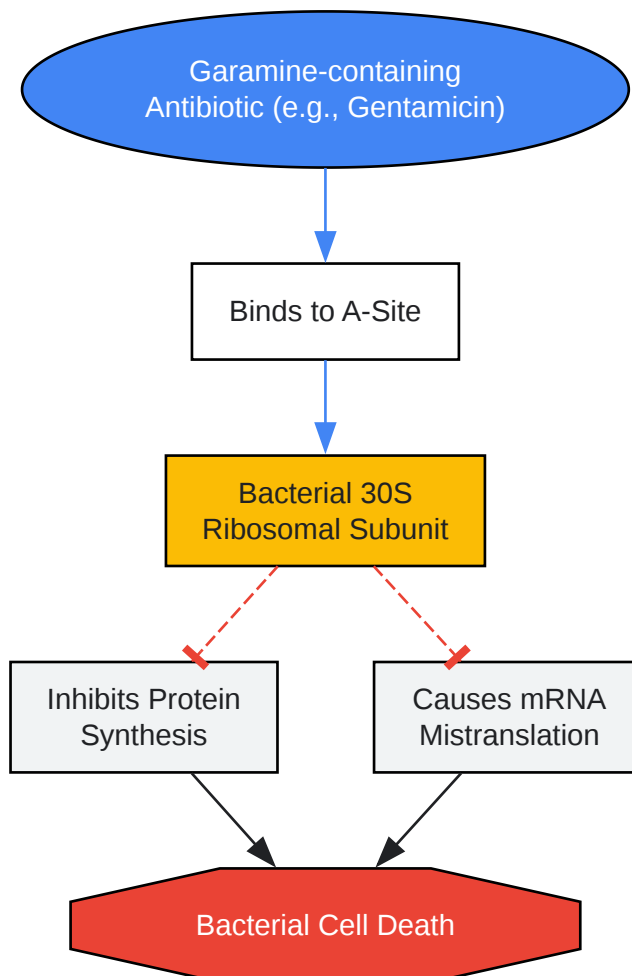 Garamine-containing
Antibiotic (e.g., Gentamicin)
Binds to A-Site
Bacterial 30S
Ribosomal Subunit
Inhibits Protein
Synthesis
Causes mRNA
Mistranslation
Bacterial Cell Death